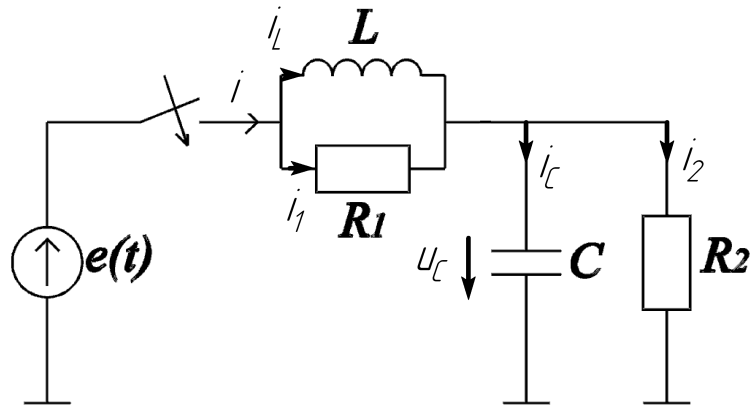 i_L L
i
i_1 R1
e(t)
i_C i_2
u_C C R2